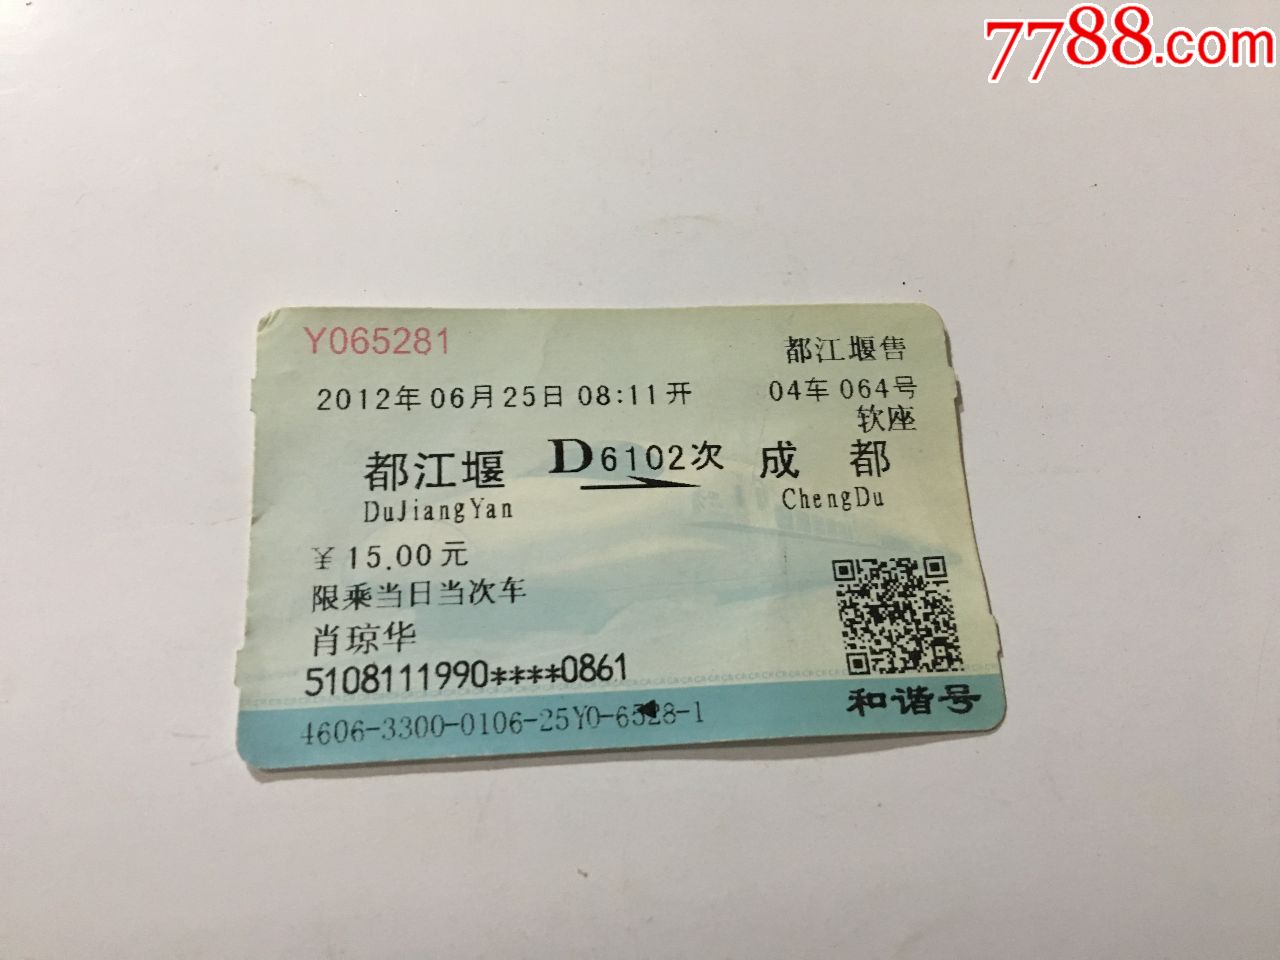 7788.com
Y065281
都江堰售
2012年06月25日08:11开
04车064号
软座
都江堰 D6102次 成都
DuJiangYan
ChengDu
¥15.00元
限乘当日当次车
肖琼华
5108111990****0861
4606-3300-0106-25Y0-6528-1
和谐号